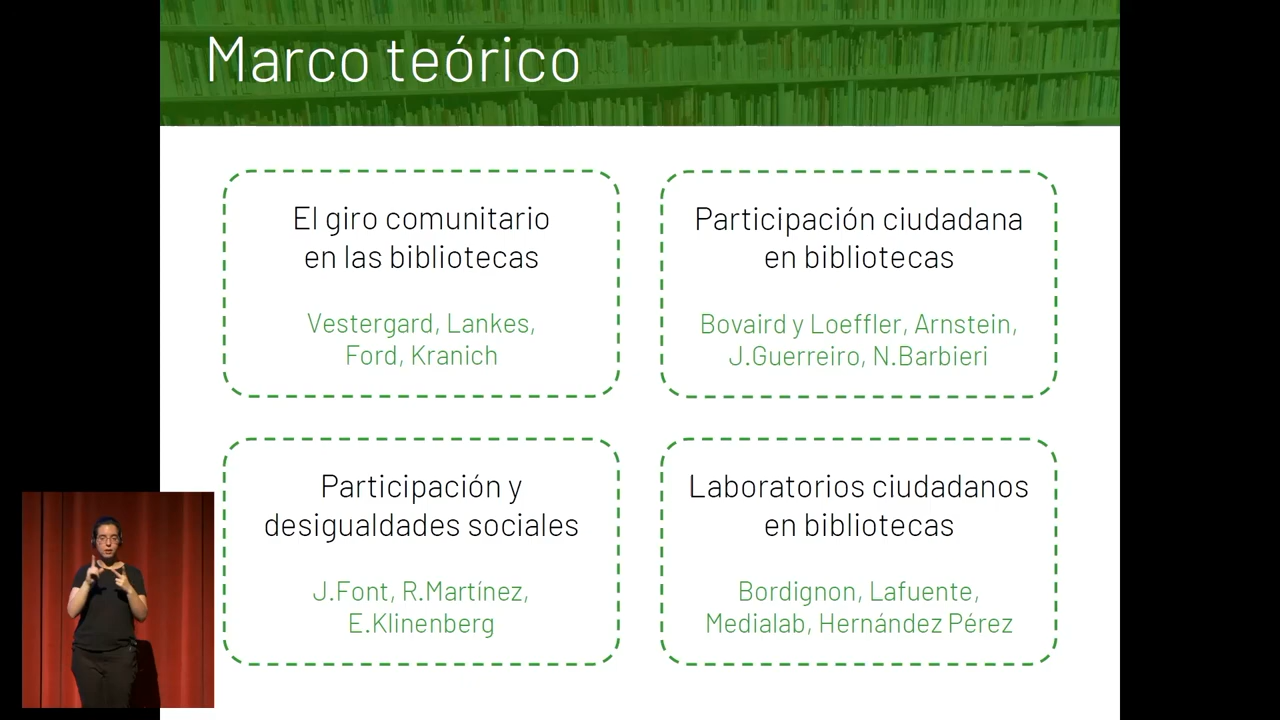 Marco teórico
El giro comunitario
en las bibliotecas
Vestergard, Lankes,
Ford, Kranich
Participación ciudadana
en bibliotecas
Bovaird y Loeffler, Arnstein,
J.Guerreiro, N.Barbieri
Participación y
desigualdades sociales
J.Font, R.Martínez,
E.Klinenberg
Laboratorios ciudadanos
en bibliotecas
Bordignon, Lafuente,
Medialab, Hernández Pérez